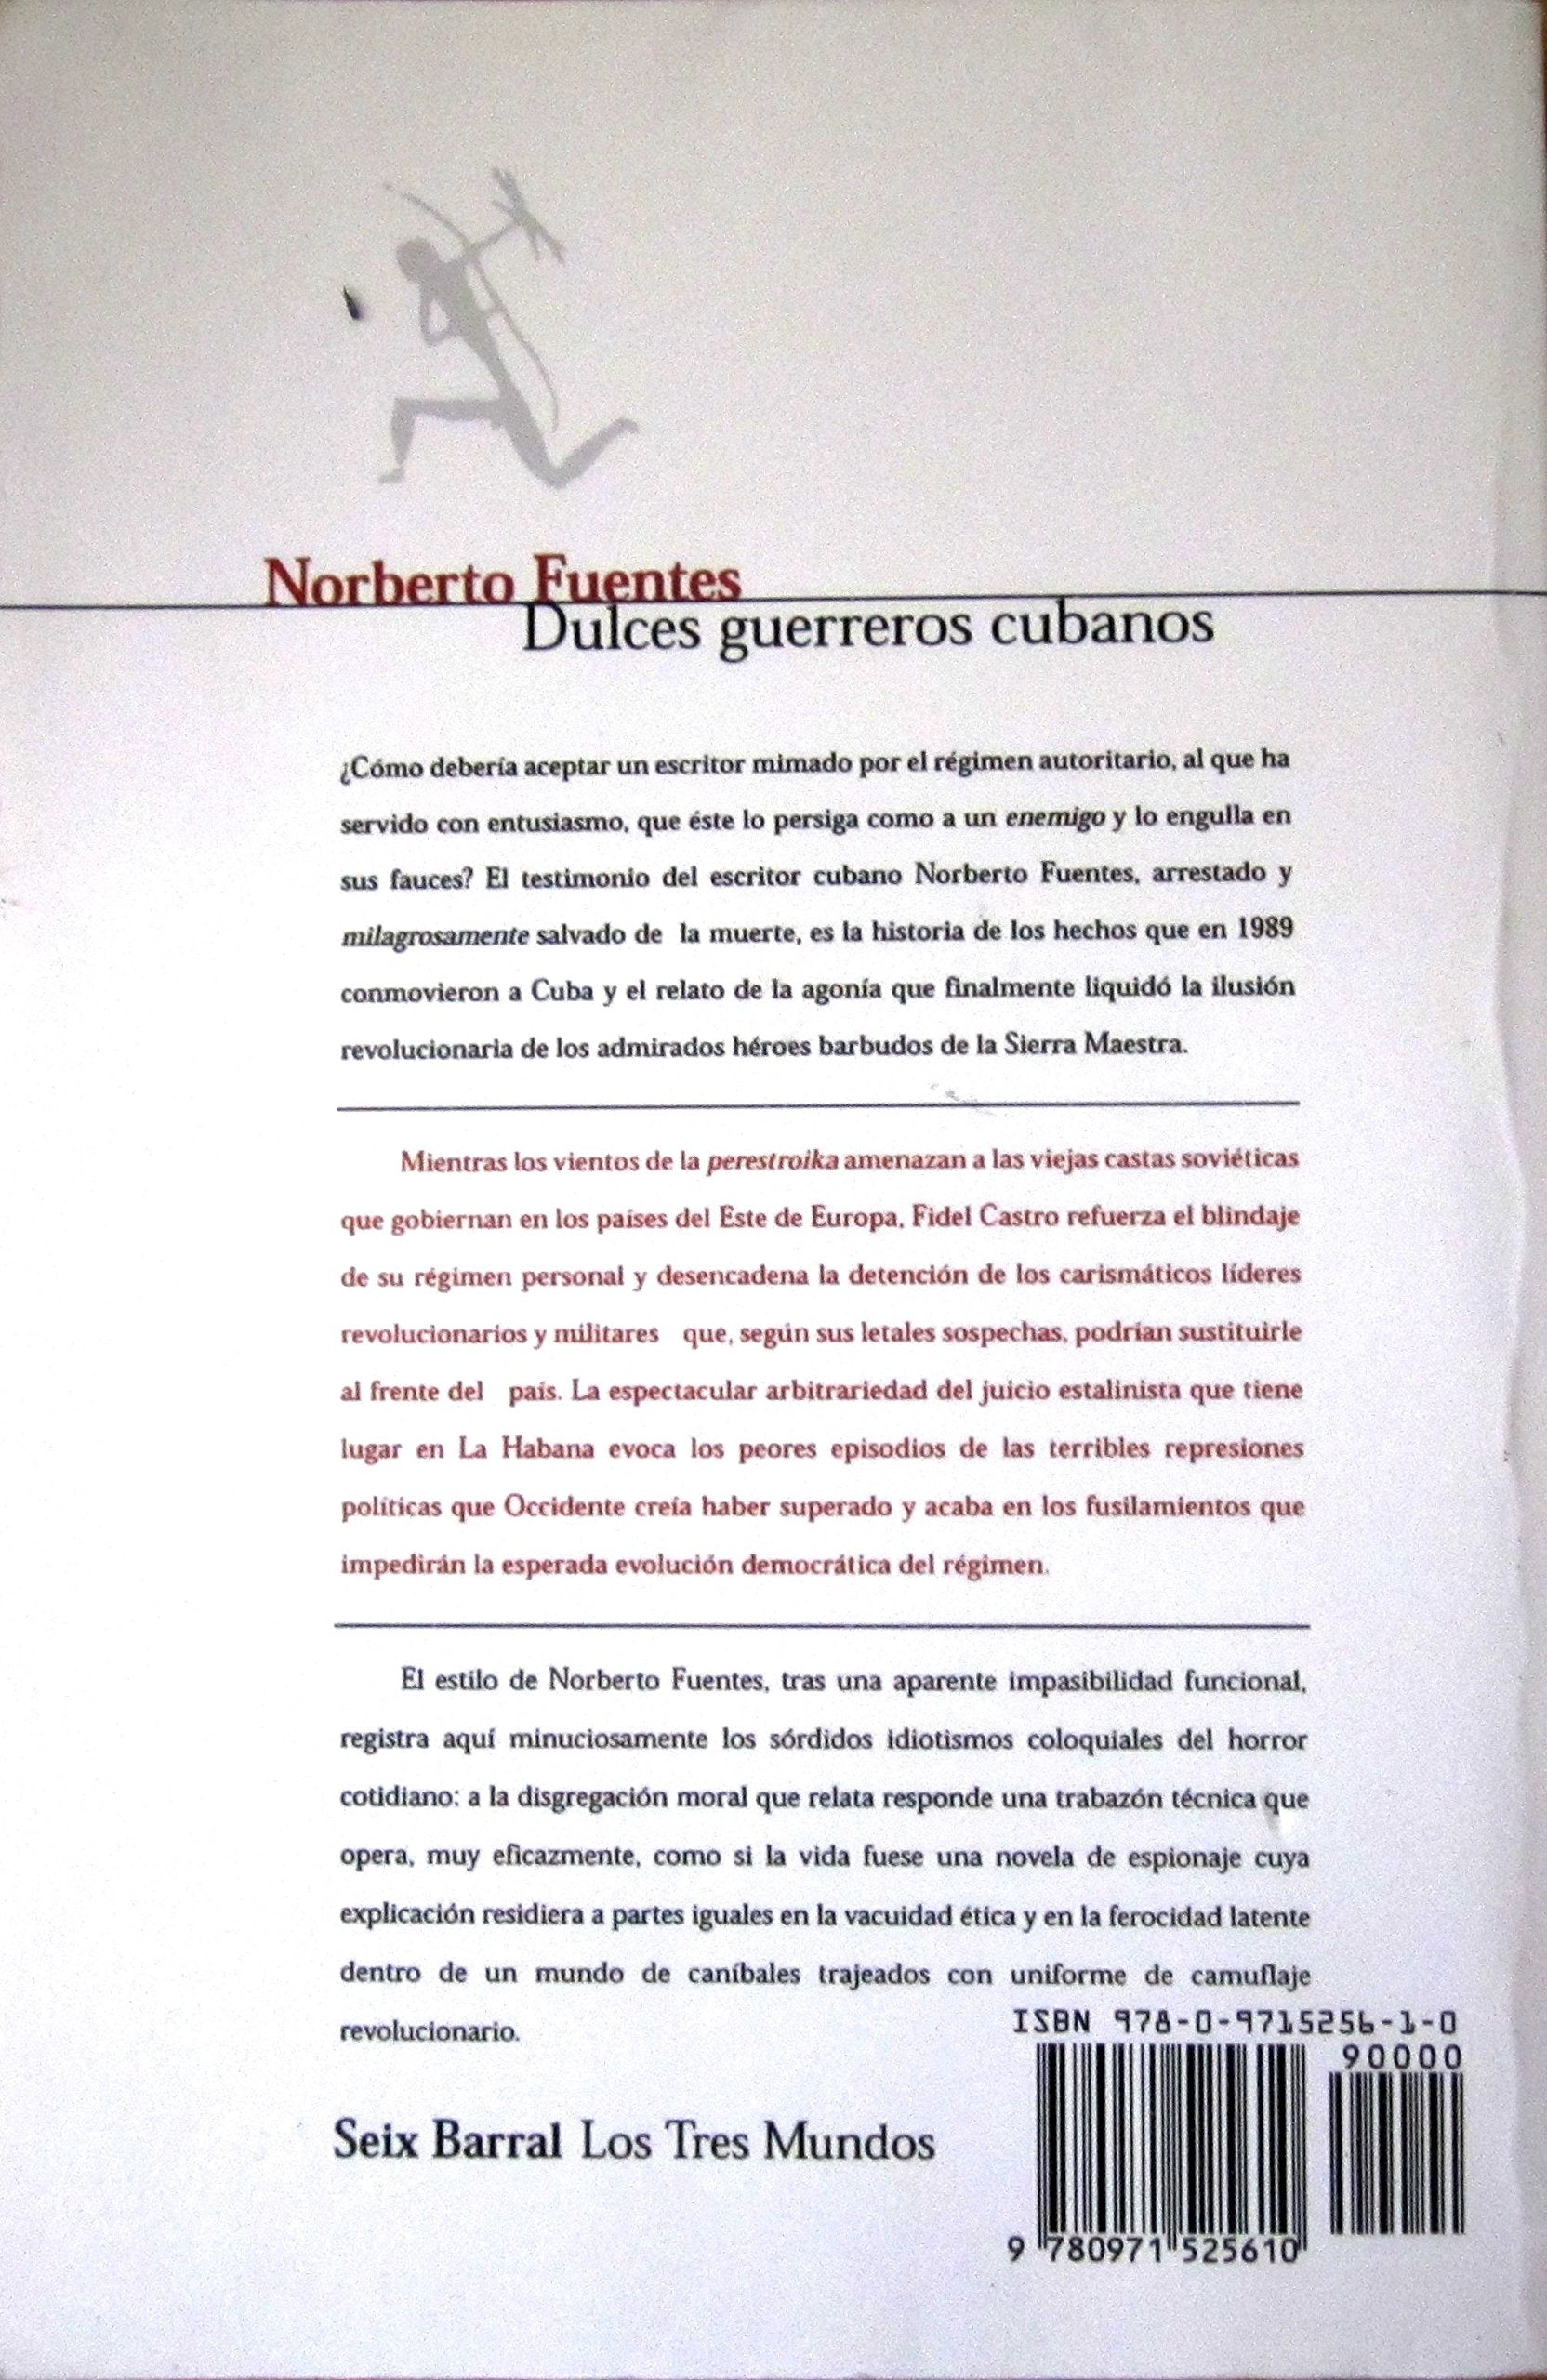 Norberto Fuentes
Dulces guerreros cubanos
¿Cómo debería aceptar un escritor mimado por el régimen autoritario, al que ha
servido con entusiasmo, que éste lo persiga como a un enemigo y lo engulla en
sus fauces? El testimonio del escritor cubano Norberto Fuentes, arrestado y
milagrosamente salvado de la muerte, es la historia de los hechos que en 1989
conmovieron a Cuba y el relato de la agonía que finalmente liquidó la ilusión
revolucionaria de los admirados héroes barbudos de la Sierra Maestra.
Mientras los vientos de la perestroika amenazan a las viejas castas soviéticas
que gobiernan en los países del Este de Europa, Fidel Castro refuerza el blindaje
de su régimen personal y desencadena la detención de los carismáticos líderes
revolucionarios y militares que, según sus letales sospechas, podrían sustituirle
al frente del país. La espectacular arbitrariedad del juicio estalinista que tiene
lugar en La Habana evoca los peores episodios de las terribles represiones
políticas que Occidente creía haber superado y acaba en los fusilamientos que
impedirán la esperada evolución democrática del régimen.
El estilo de Norberto Fuentes, tras una aparente impasibilidad funcional,
registra aquí minuciosamente los sórdidos idiotismos coloquiales del horror
cotidiano: a la disgregación moral que relata responde una trabazón técnica que
opera, muy eficazmente, como si la vida fuese una novela de espionaje cuya
explicación residiera a partes iguales en la vacuidad ética y en la ferocidad latente
dentro de un mundo de caníbales trajeados con uniforme de camuflaje
revolucionario.
ISBN 978-0-9715256-1-0
90000
Seix Barral Los Tres Mundos
9 780971 525610